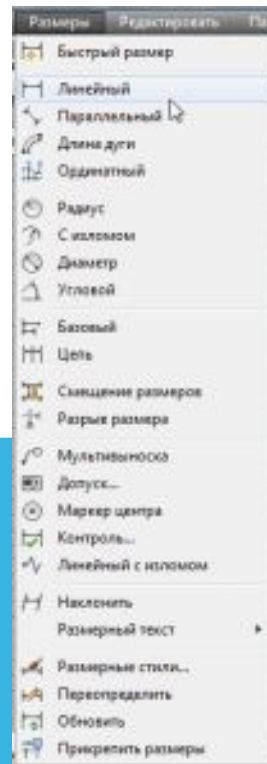 Размеры Редактировать
Быстрый размер
Линейный
Параллельный
Длина дуги
Ординатный
Радиус
С изломом
Диаметр
Угловой
Базовый
Цепь
Смещение размеров
Разрыв размера
Мультивыноска
Допуск...
Маркер центра
Контроль...
Линейный с изломом
Наклонить
Размерный текст
Размерные стили...
Переопределить
Обновить
Прикрепить размеры